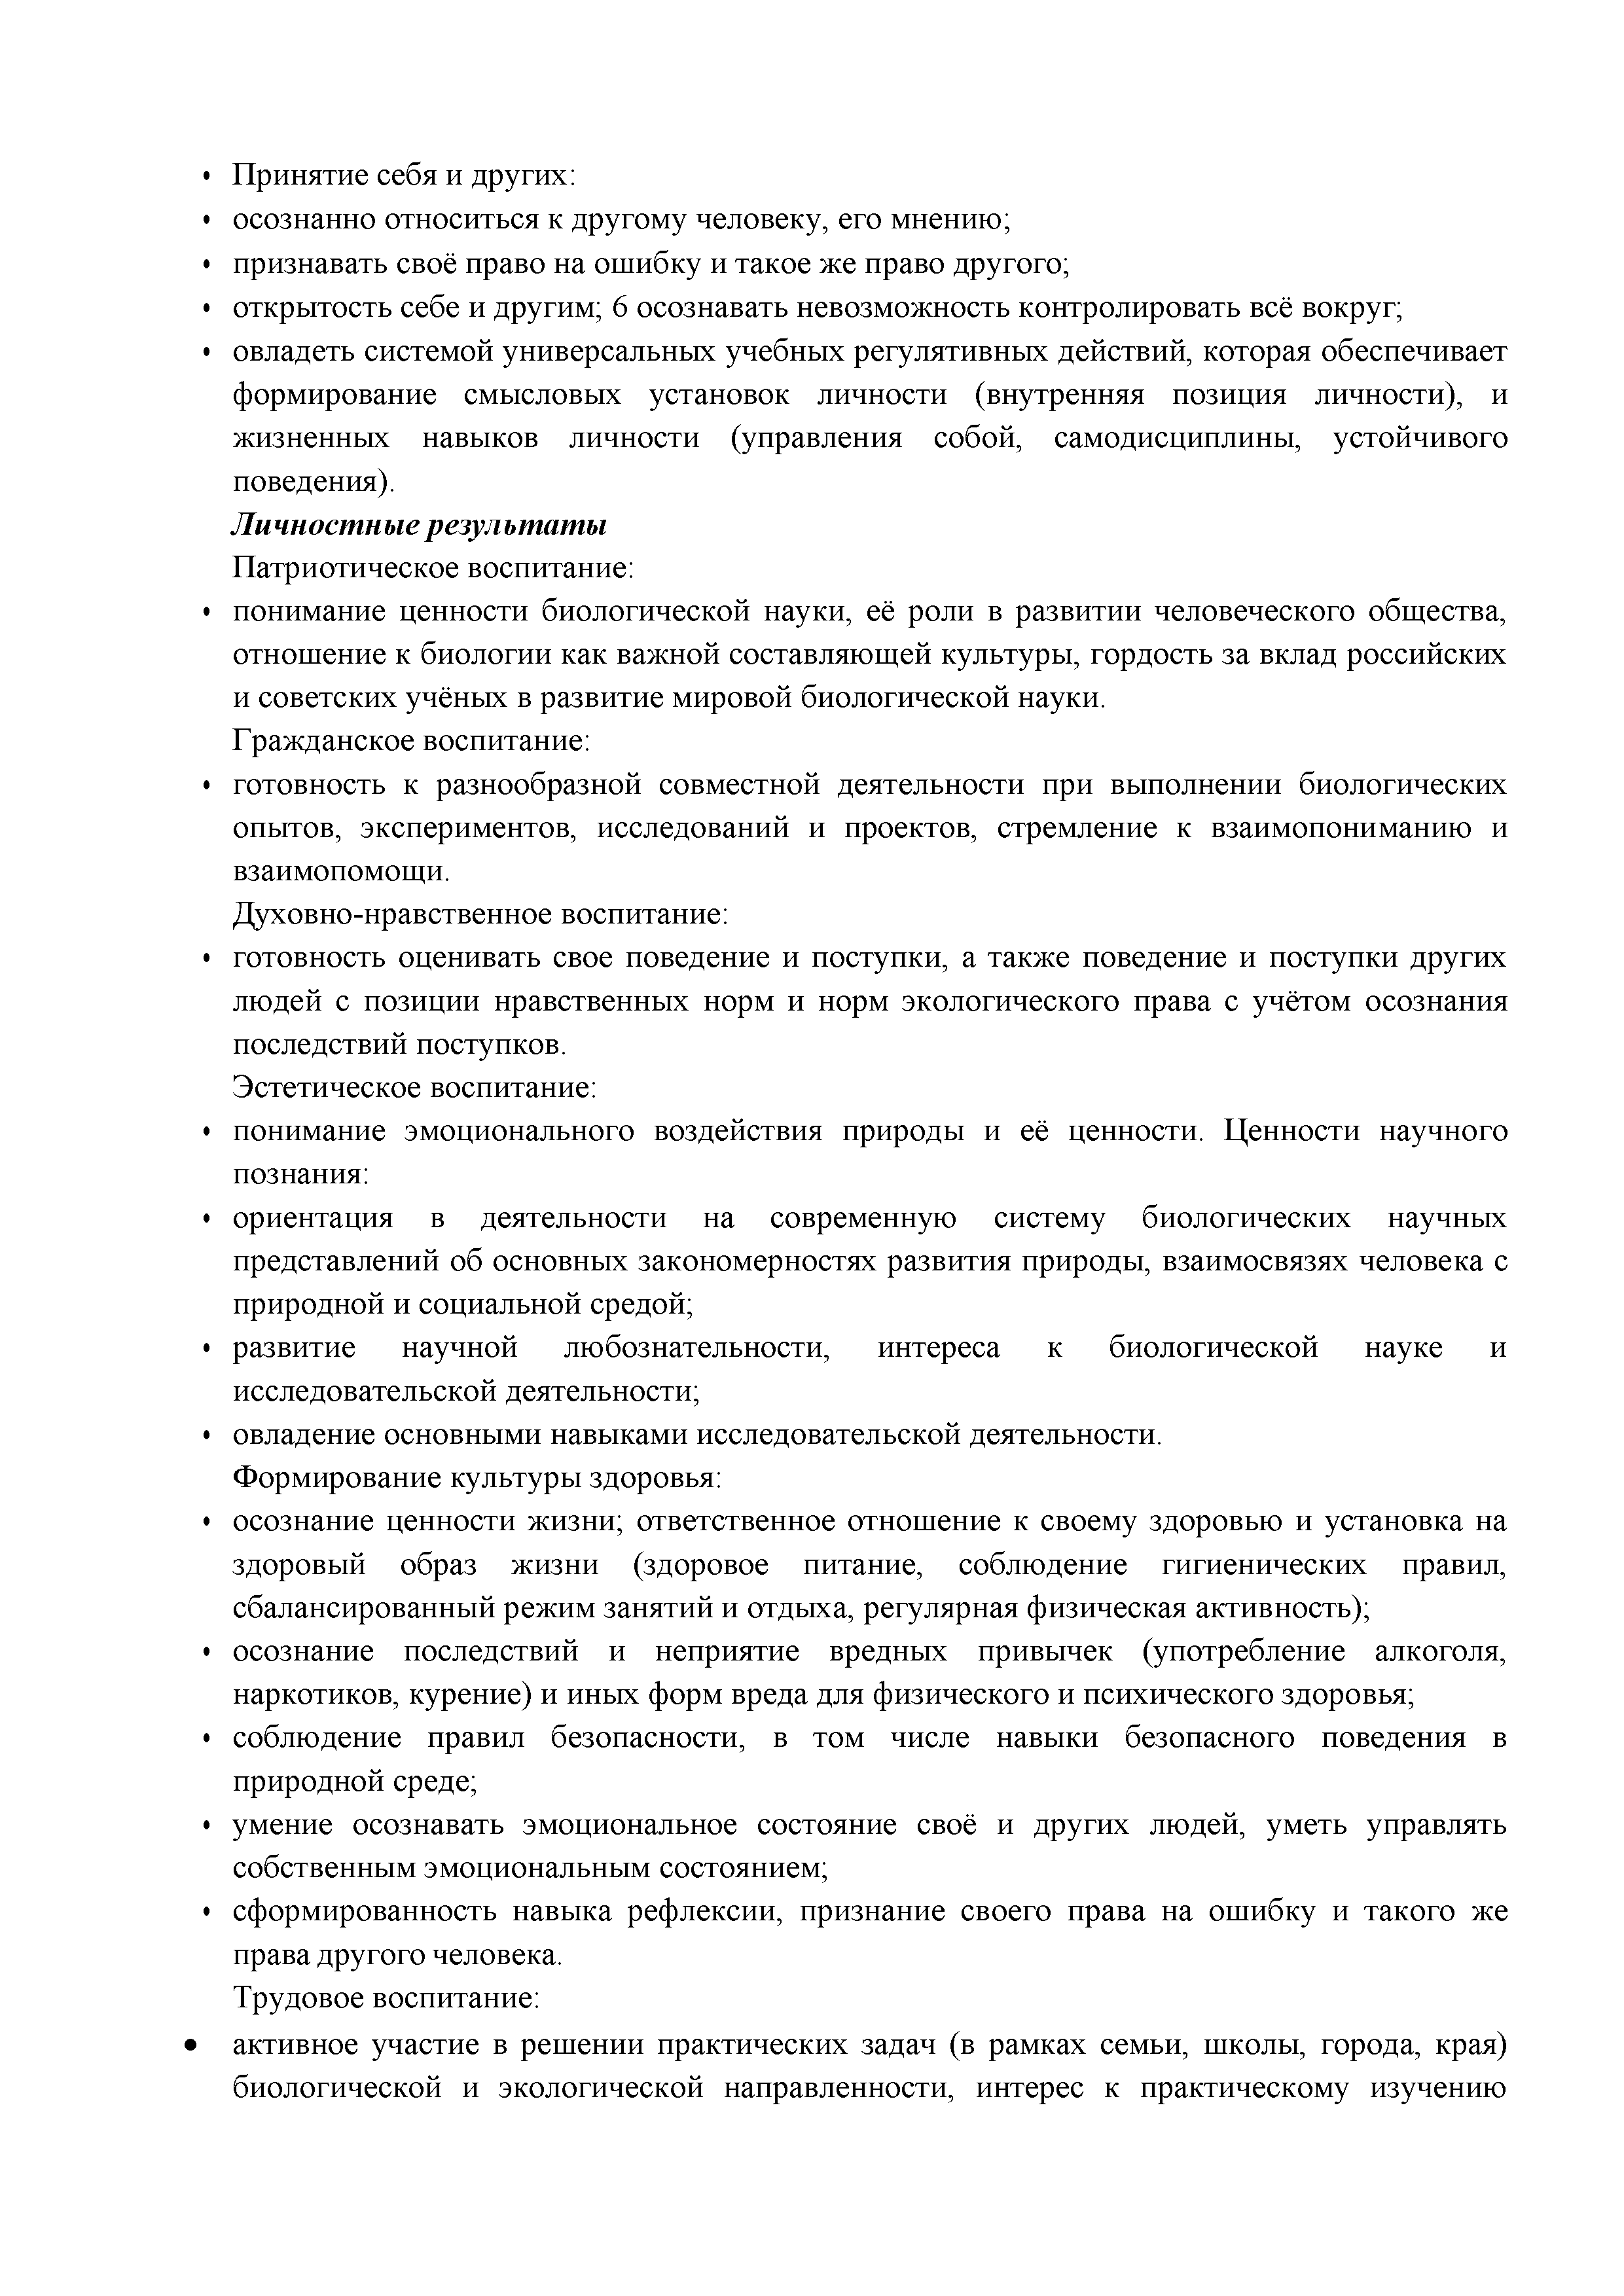 • Принятие себя и других:
• осознанно относиться к другому человеку, его мнению;
• признавать своё право на ошибку и такое же право другого;
• открытость себе и другим; 6 осознавать невозможность контролировать всё вокруг;
• овладеть системой универсальных учебных регулятивных действий, которая обеспечивает
формирование смысловых установок личности (внутренняя позиция личности), и
жизненных навыков личности (управления собой, самодисциплины, устойчивого
поведения).
Личностные результаты
Патриотическое воспитание:
• понимание ценности биологической науки, её роли в развитии человеческого общества,
отношение к биологии как важной составляющей культуры, гордость за вклад российских
и советских учёных в развитие мировой биологической науки.
Гражданское воспитание:
• готовность к разнообразной совместной деятельности при выполнении биологических
опытов, экспериментов, исследований и проектов, стремление к взаимопониманию и
взаимопомощи.
Духовно-нравственное воспитание:
• готовность оценивать свое поведение и поступки, а также поведение и поступки других
людей с позиции нравственных норм и норм экологического права с учётом осознания
последствий поступков.
Эстетическое воспитание:
• понимание эмоционального воздействия природы и её ценности. Ценности научного
познания:
• ориентация в деятельности на современную систему биологических научных
представлений об основных закономерностях развития природы, взаимосвязях человека с
природной и социальной средой;
• развитие научной любознательности, интереса к биологической науке и
исследовательской деятельности;
• овладение основными навыками исследовательской деятельности.
Формирование культуры здоровья:
• осознание ценности жизни; ответственное отношение к своему здоровью и установка на
здоровый образ жизни (здоровое питание, соблюдение гигиенических правил,
сбалансированный режим занятий и отдыха, регулярная физическая активность);
• осознание последствий и неприятие вредных привычек (употребление алкоголя,
наркотиков, курение) и иных форм вреда для физического и психического здоровья;
• соблюдение правил безопасности, в том числе навыки безопасного поведения в
природной среде;
• умение осознавать эмоциональное состояние своё и других людей, уметь управлять
собственным эмоциональным состоянием;
• сформированность навыка рефлексии, признание своего права на ошибку и такого же
права другого человека.
Трудовое воспитание:
• активное участие в решении практических задач (в рамках семьи, школы, города, края)
биологической и экологической направленности, интерес к практическому изучению